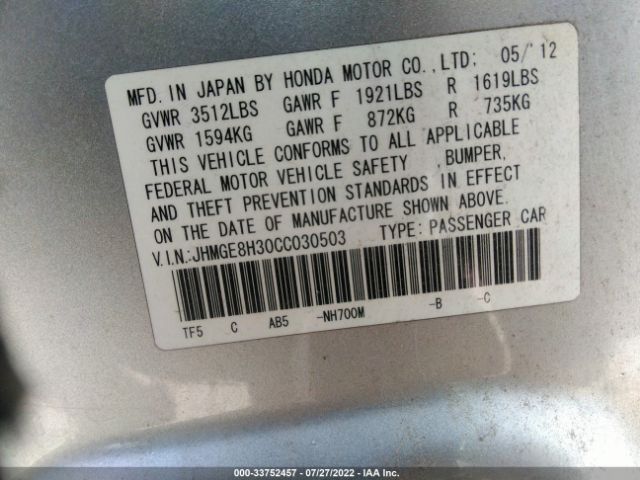 MFD. IN JAPAN BY HONDA MOTOR CO., LTD: 05/'12
GVWR 3512LBS GAWR F 1921LBS R 1619LBS
GVWR 1594KG GAWR F 872KG R 735KG
THIS VEHICLE CONFORMS TO ALL APPLICABLE
FEDERAL MOTOR VEHICLE SAFETY ,BUMPER,
AND THEFT PREVENTION STANDARDS IN EFFECT
ON THE DATE OF MANUFACTURE SHOWN ABOVE.
V.I.N:JHMGE8H30CC030503 TYPE: PASSENGER CAR
TF5 C AB5 -NH700M -B -C
000-33752457 - 07/27/2022 - IAA Inc.